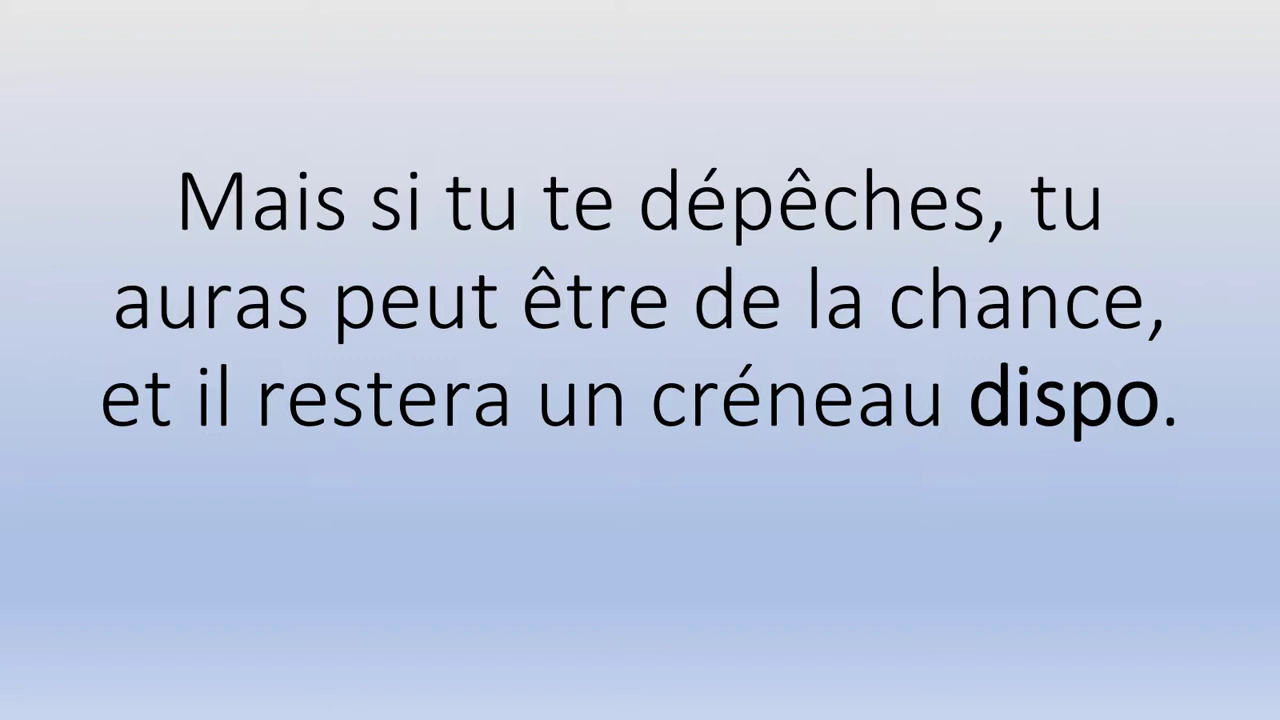 Mais si tu te dépêches, tu
auras peut être de la chance,
et il restera un créneau dispo.